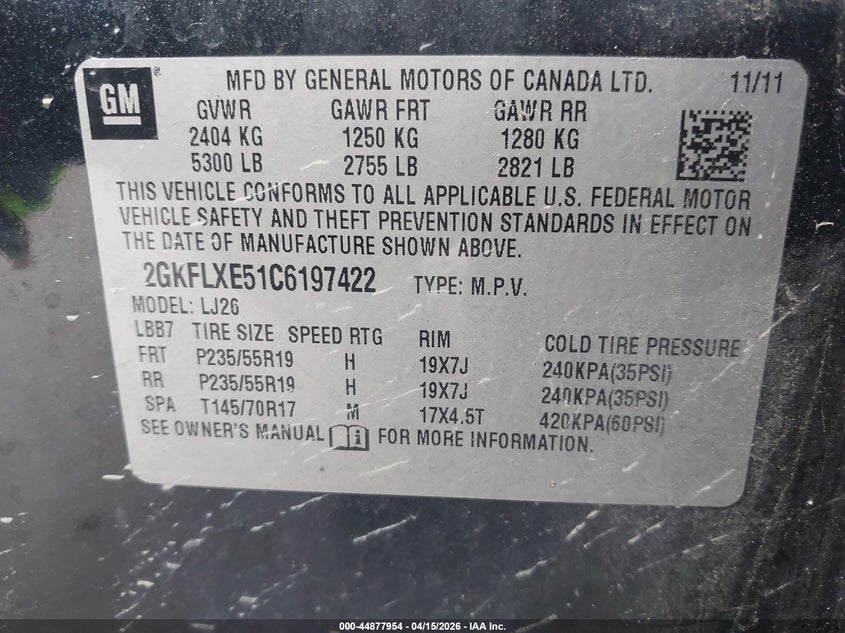 GM
MFD BY GENERAL MOTORS OF CANADA LTD. 11/11
GVWR GAWR FRT GAWR RR
2404 KG 1250 KG 1280 KG
5300 LB 2755 LB 2821 LB
THIS VEHICLE CONFORMS TO ALL APPLICABLE U.S. FEDERAL MOTOR
VEHICLE SAFETY AND THEFT PREVENTION STANDARDS IN EFFECT ON
THE DATE OF MANUFACTURE SHOWN ABOVE.
2GKFLXE51C6197422 TYPE: M.P.V.
MODEL: LJ26
LBB7 TIRE SIZE SPEED RTG RIM COLD TIRE PRESSURE
FRT P235/55R19 H 19X7J 240KPA(35PSI)
RR P235/55R19 H 19X7J 240KPA(35PSI)
SPA T145/70R17 M 17X4.5T 420KPA(60PSI)
SEE OWNER'S MANUAL FOR MORE INFORMATION.
000-44877954 - 04/15/2026 - IAA Inc.